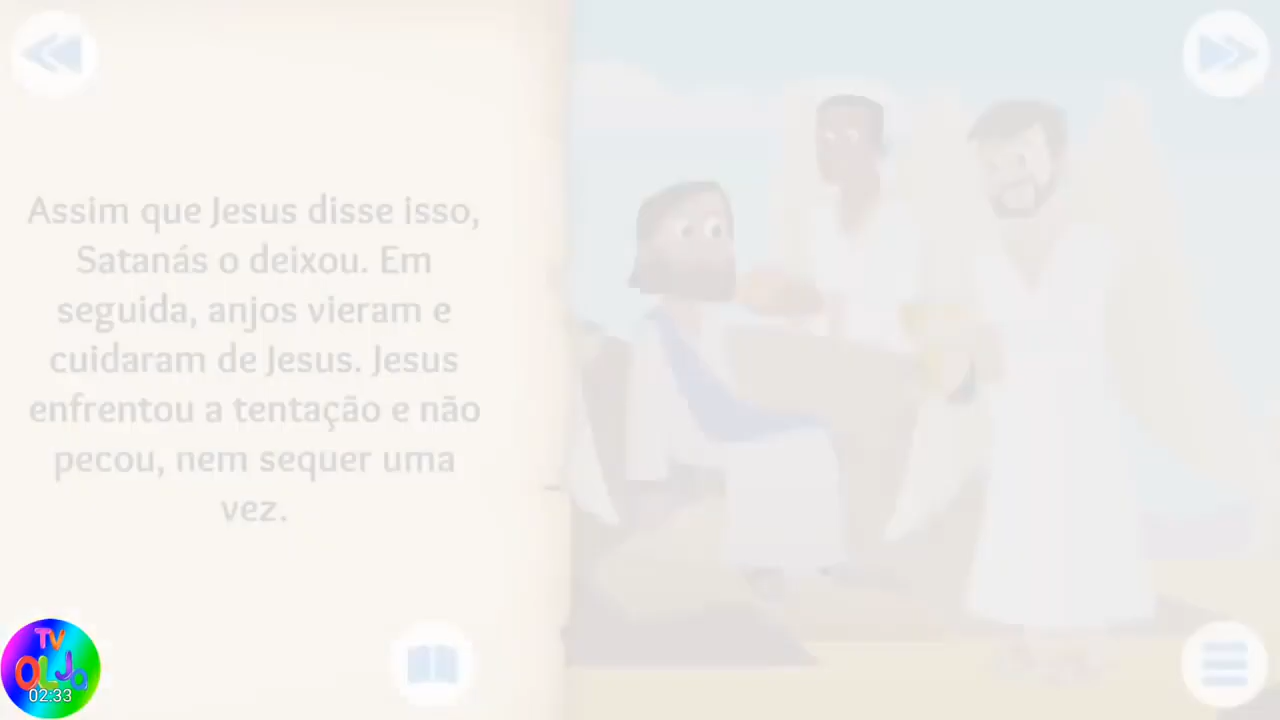 Assim que Jesus disse isso,
Satanás o deixou. Em
seguida, anjos vieram e
cuidaram de Jesus. Jesus
enfrentou a tentação e não
pecou, nem sequer uma
vez.
TV
02:33